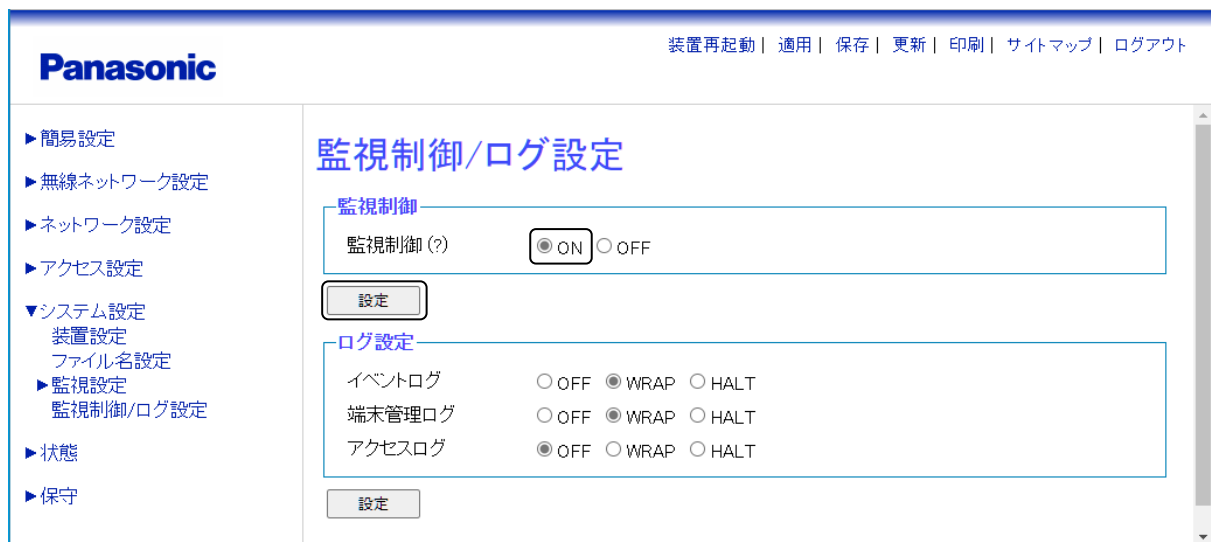 装置再起動 | 適用 | 保存 | 更新 | 印刷 | サイトマップ | ログアウト
Panasonic
▶簡易設定
▶無線ネットワーク設定
▶ネットワーク設定
▶アクセス設定
▼システム設定
装置設定
ファイル名設定
▶監視設定
監視制御/ログ設定
▶状態
▶保守
監視制御/ログ設定
監視制御
監視制御 (?) ON OFF
設定
ログ設定
イベントログ OFF WRAP HALT
端末管理ログ OFF WRAP HALT
アクセスログ OFF WRAP HALT
設定